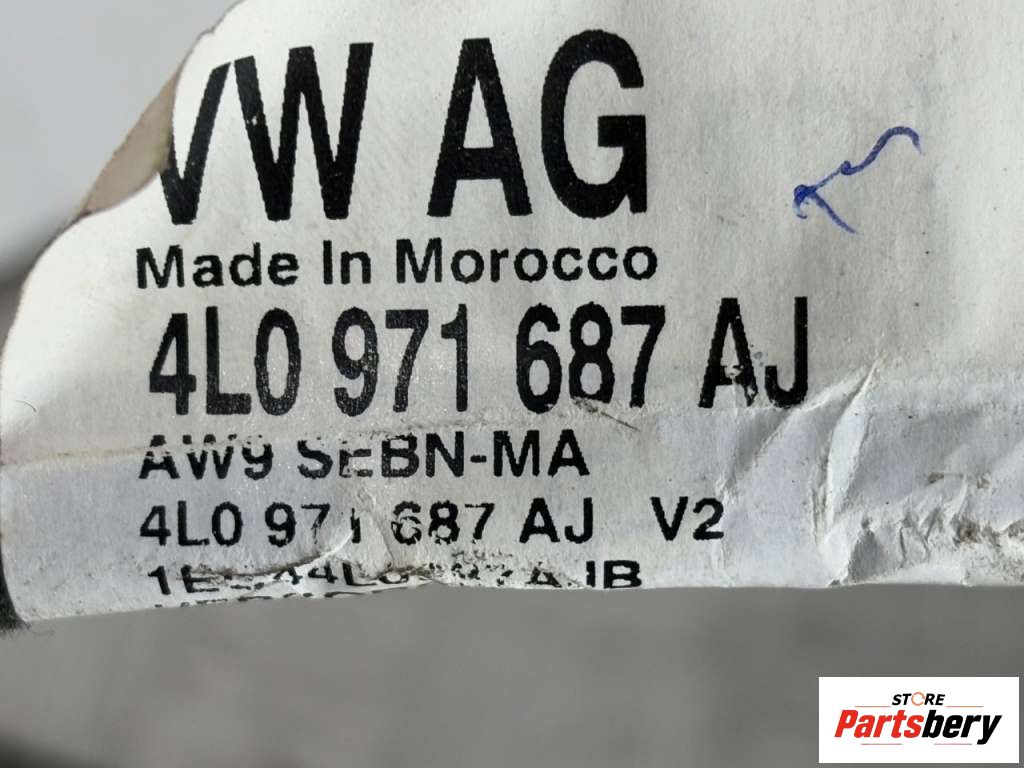 VW AG
Made In Morocco
4L0 971 687 AJ
AW9 SEBN-MA
4L0 971 687 AJ V2
STORE
Partsbery